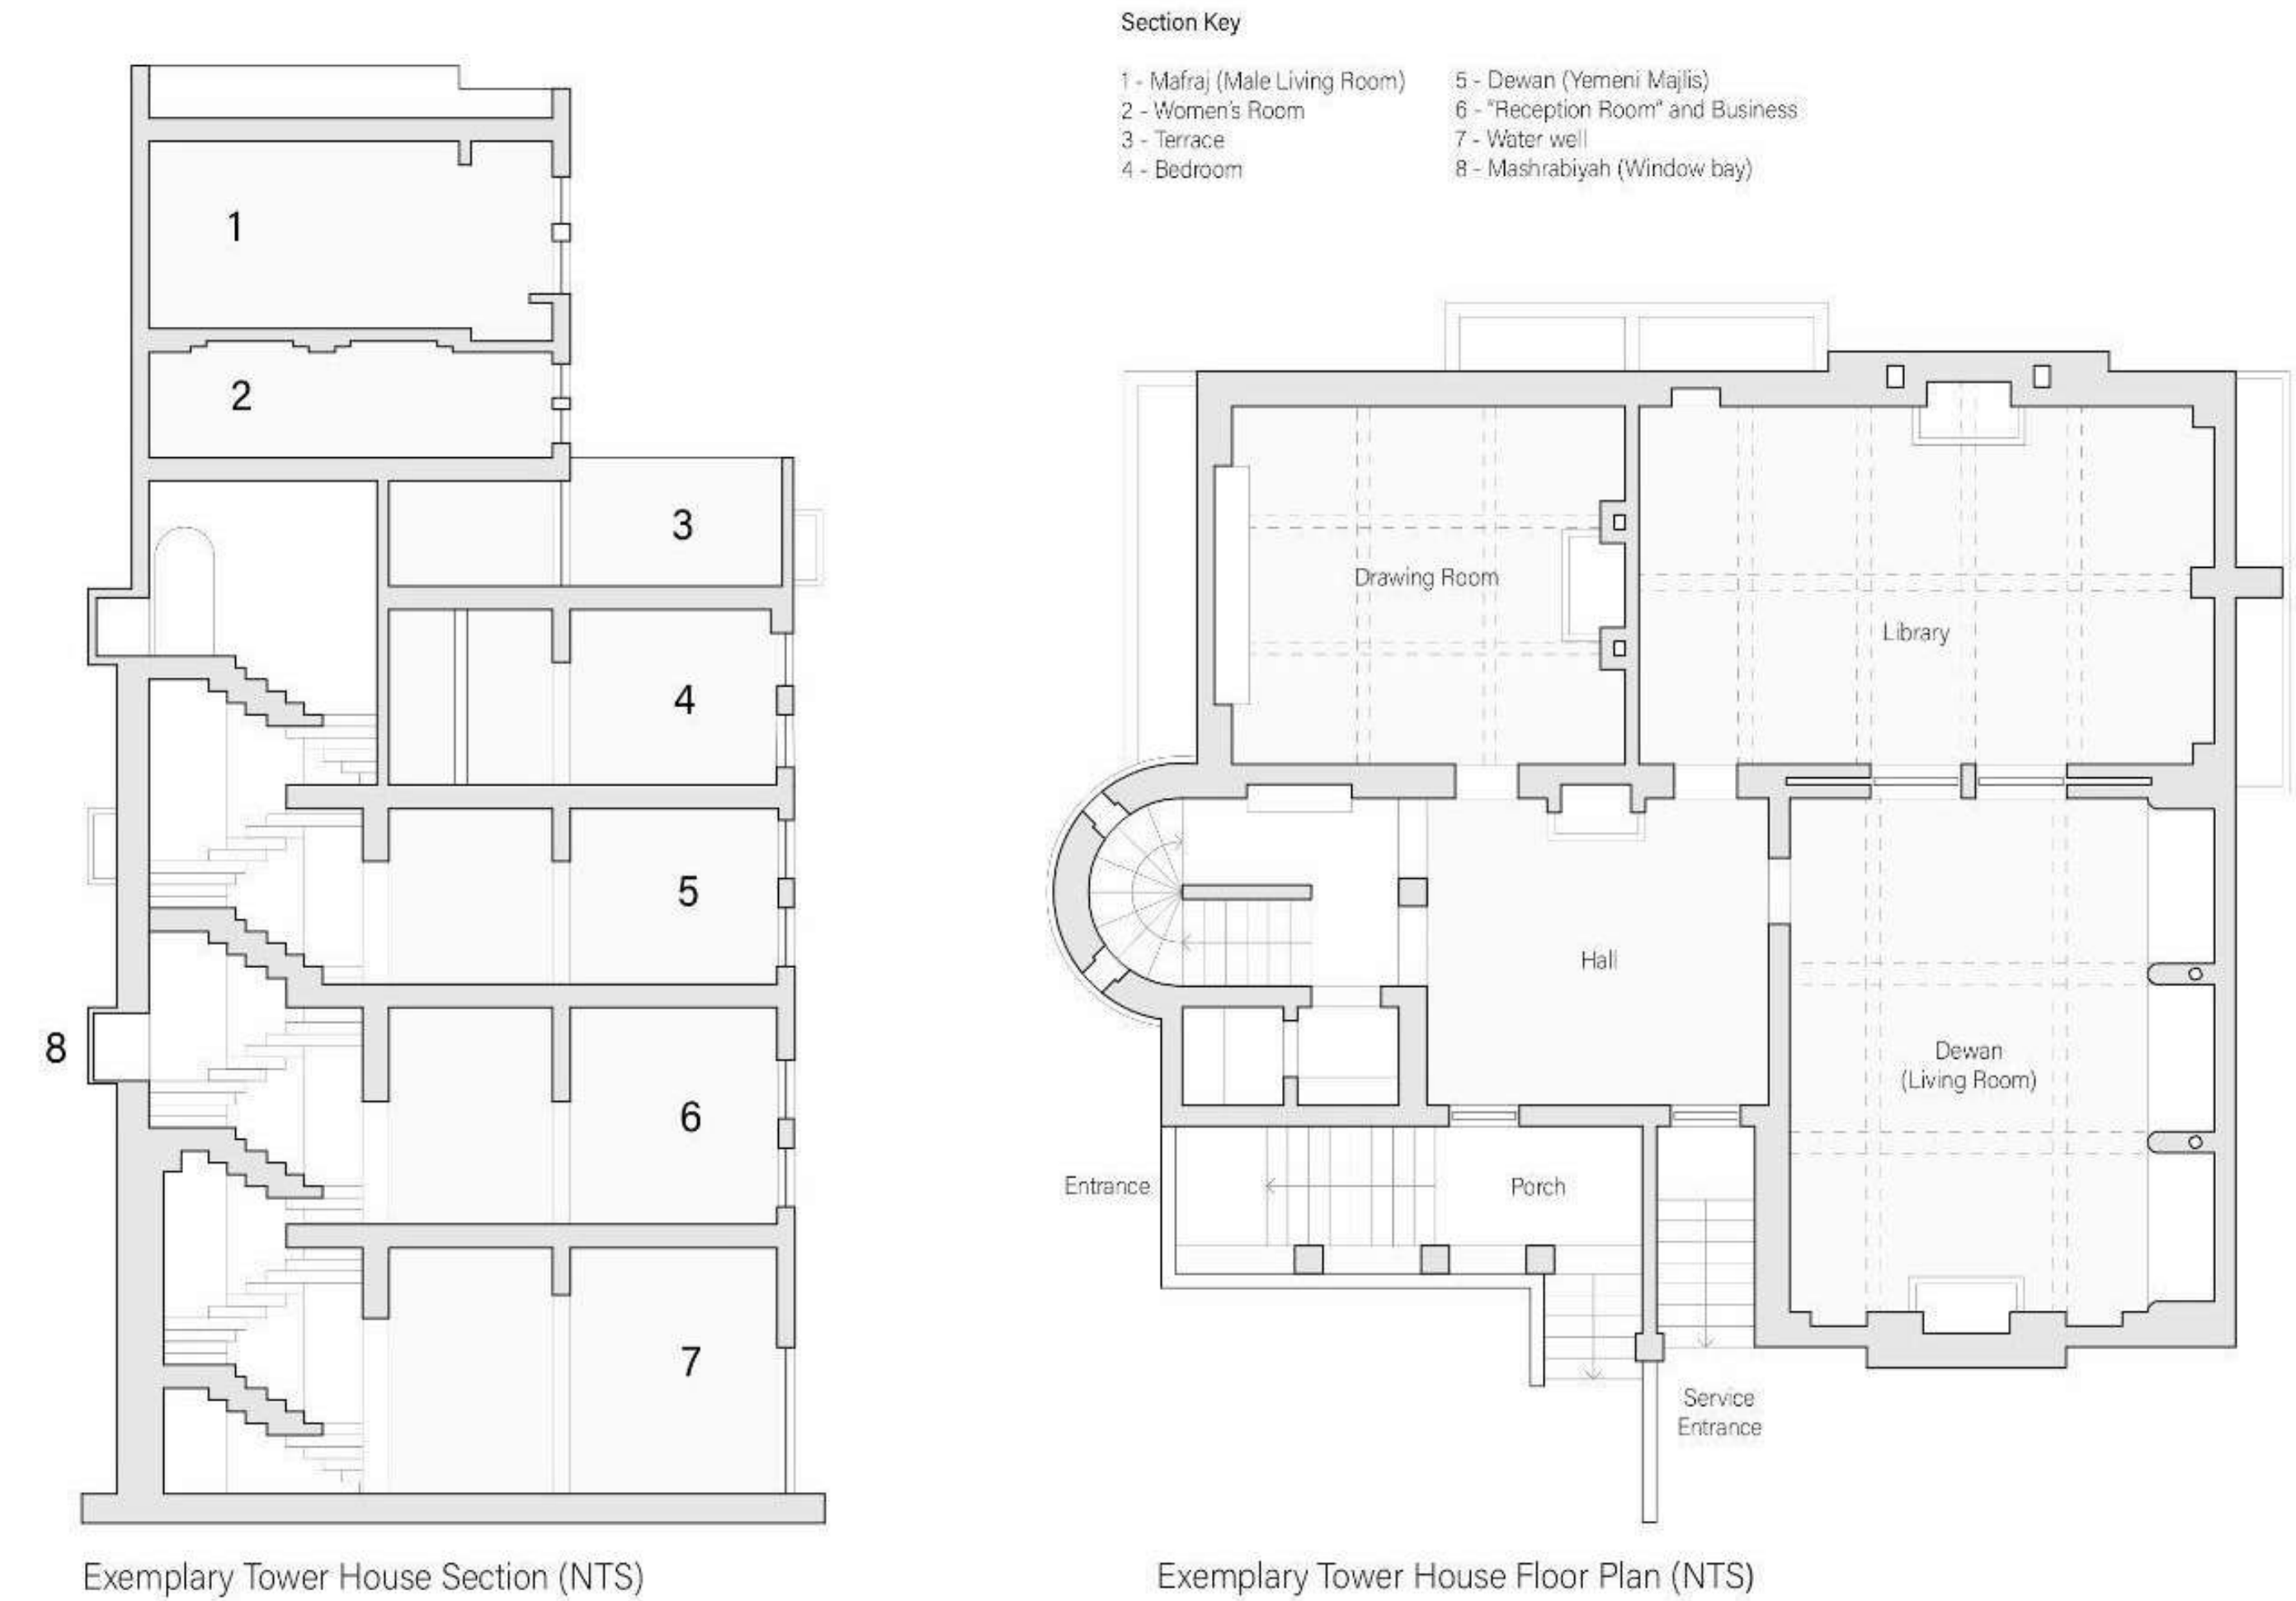 Section Key
1 - Mafraj (Male Living Room)
2 - Women's Room
3 - Terrace
4 - Bedroom
5 - Dewan (Yemeni Majlis)
6 - "Reception Room" and Business
7 - Water well
8 - Mashrabiyah (Window bay)
1
2
3
4
5
8
6
7
Exemplary Tower House Section (NTS)
Drawing Room
Library
Hall
Dewan
(Living Room)
Entrance
Porch
Service
Entrance
Exemplary Tower House Floor Plan (NTS)